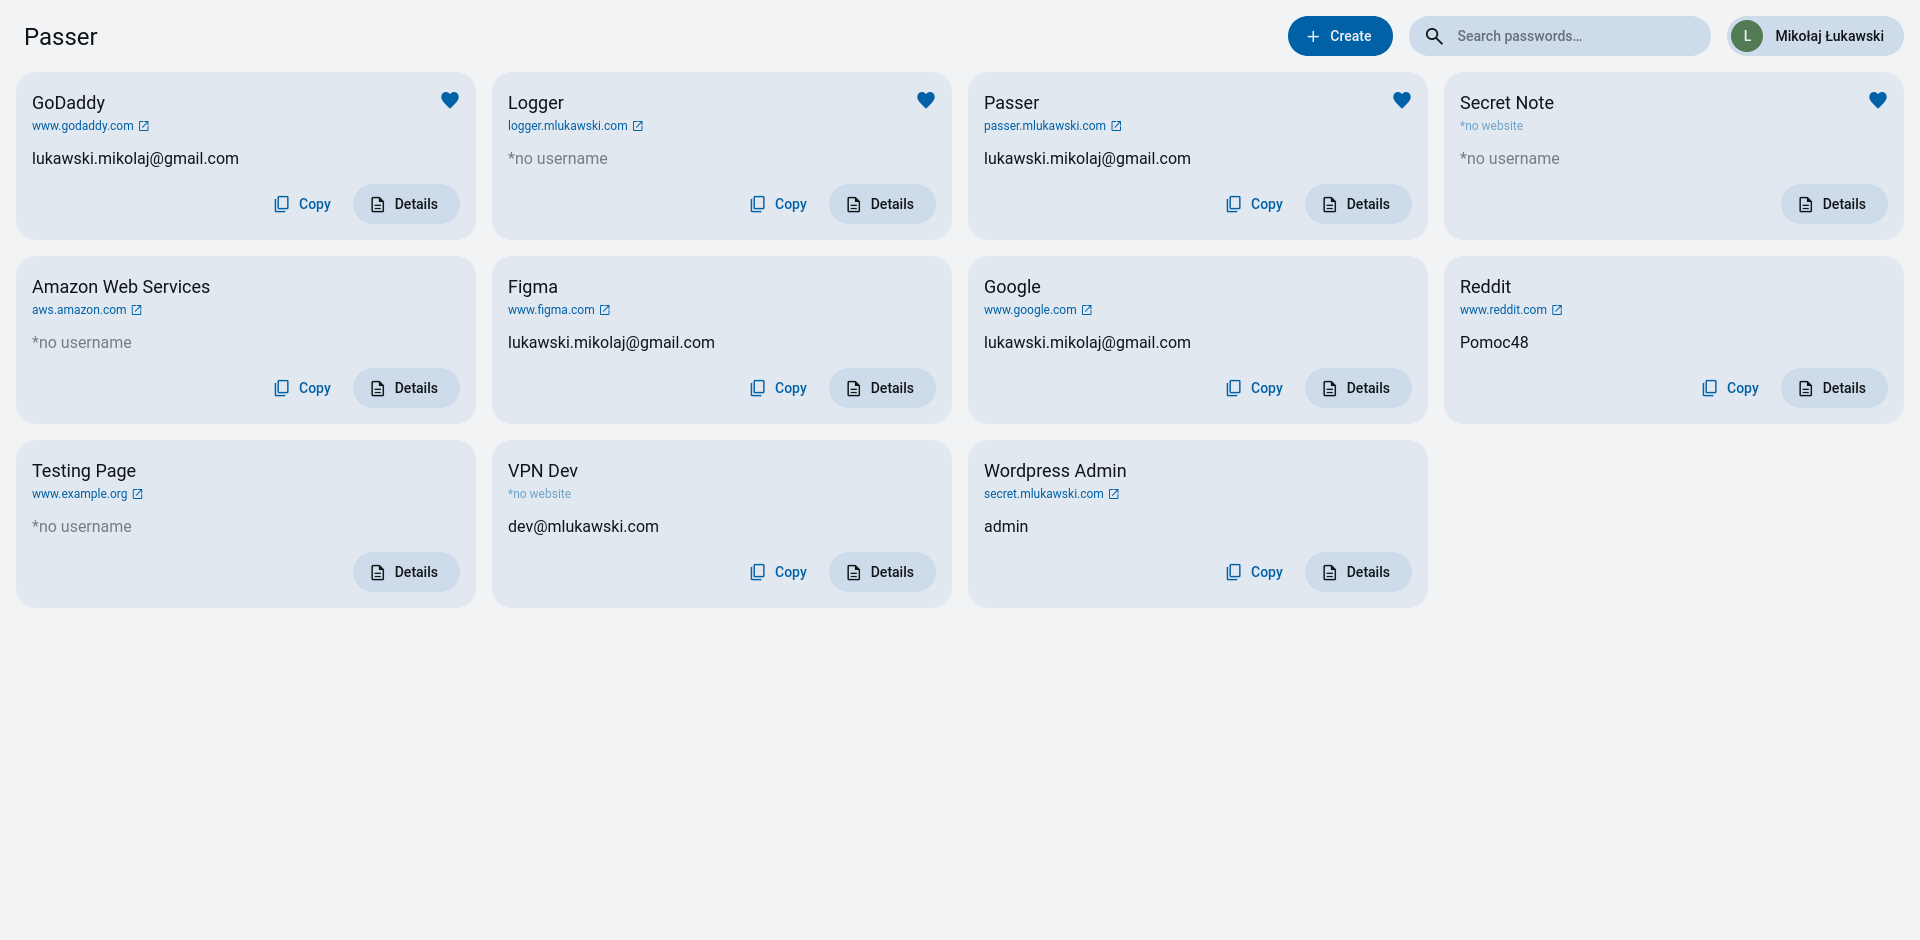 Passer
Create
Search passwords...
L
Mikołaj Łukawski
GoDaddy
www.godaddy.com
lukawski.mikolaj@gmail.com
Copy
Details
Logger
logger.mlukawski.com
*no username
Copy
Details
Passer
passer.mlukawski.com
lukawski.mikolaj@gmail.com
Copy
Details
Secret Note
*no website
*no username
Details
Amazon Web Services
aws.amazon.com
*no username
Copy
Details
Figma
www.figma.com
lukawski.mikolaj@gmail.com
Copy
Details
Google
www.google.com
lukawski.mikolaj@gmail.com
Copy
Details
Reddit
www.reddit.com
Pomoc48
Copy
Details
Testing Page
www.example.org
*no username
Details
VPN Dev
*no website
dev@mlukawski.com
Copy
Details
Wordpress Admin
secret.mlukawski.com
admin
Copy
Details